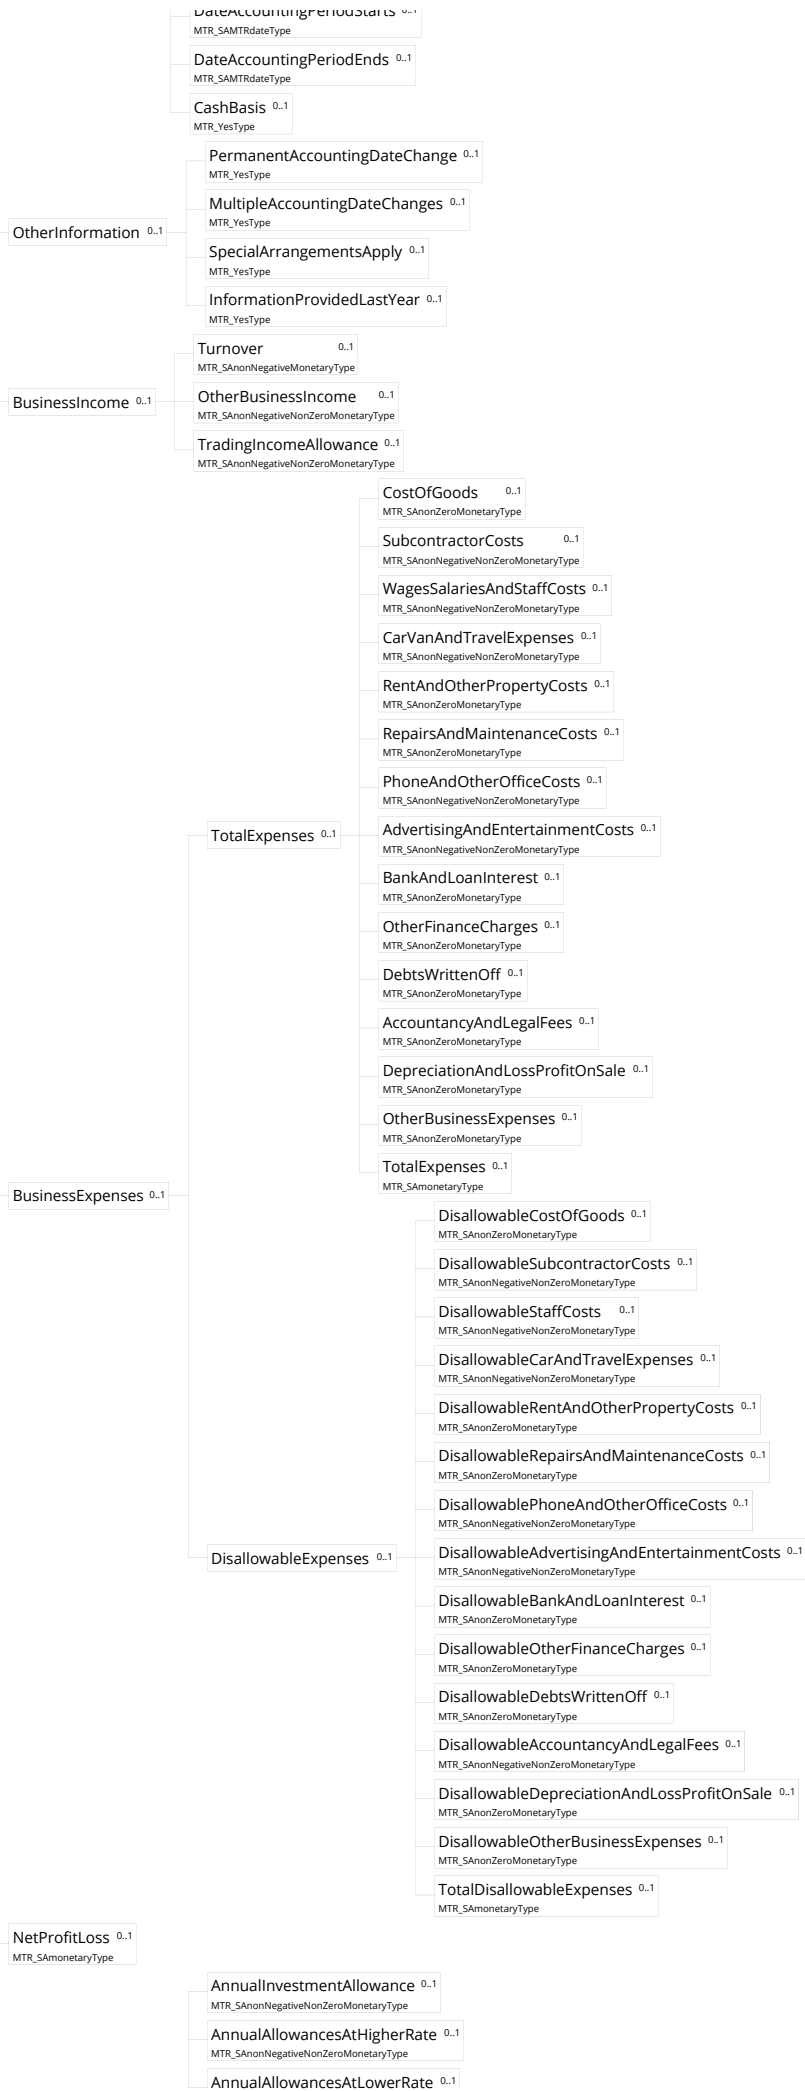 DateAccountingPeriodStarts 0..1
MTR_SAMTRdateType
DateAccountingPeriodEnds 0..1
MTR_SAMTRdateType
CashBasis 0..1
MTR_YesType
OtherInformation 0..1
PermanentAccountingDateChange 0..1
MTR_YesType
MultipleAccountingDateChanges 0..1
MTR_YesType
SpecialArrangementsApply 0..1
MTR_YesType
InformationProvidedLastYear 0..1
MTR_YesType
BusinessIncome 0..1
Turnover 0..1
MTR_SAnonNegativeMonetaryType
OtherBusinessIncome 0..1
MTR_SAnonNegativeNonZeroMonetaryType
TradingIncomeAllowance 0..1
MTR_SAnonNegativeNonZeroMonetaryType
BusinessExpenses 0..1
TotalExpenses 0..1
CostOfGoods 0..1
MTR_SAnonZeroMonetaryType
SubcontractorCosts 0..1
MTR_SAnonNegativeNonZeroMonetaryType
WagesSalariesAndStaffCosts 0..1
MTR_SAnonNegativeNonZeroMonetaryType
CarVanAndTravelExpenses 0..1
MTR_SAnonNegativeNonZeroMonetaryType
RentAndOtherPropertyCosts 0..1
MTR_SAnonZeroMonetaryType
RepairsAndMaintenanceCosts 0..1
MTR_SAnonZeroMonetaryType
PhoneAndOtherOfficeCosts 0..1
MTR_SAnonNegativeNonZeroMonetaryType
AdvertisingAndEntertainmentCosts 0..1
MTR_SAnonNegativeNonZeroMonetaryType
BankAndLoanInterest 0..1
MTR_SAnonZeroMonetaryType
OtherFinanceCharges 0..1
MTR_SAnonZeroMonetaryType
DebtsWrittenOff 0..1
MTR_SAnonZeroMonetaryType
AccountancyAndLegalFees 0..1
MTR_SAnonZeroMonetaryType
DepreciationAndLossProfitOnSale 0..1
MTR_SAnonZeroMonetaryType
OtherBusinessExpenses 0..1
MTR_SAnonZeroMonetaryType
TotalExpenses 0..1
MTR_SAmonetaryType
DisallowableExpenses 0..1
DisallowableCostOfGoods 0..1
MTR_SAnonZeroMonetaryType
DisallowableSubcontractorCosts 0..1
MTR_SAnonNegativeNonZeroMonetaryType
DisallowableStaffCosts 0..1
MTR_SAnonNegativeNonZeroMonetaryType
DisallowableCarAndTravelExpenses 0..1
MTR_SAnonNegativeNonZeroMonetaryType
DisallowableRentAndOtherPropertyCosts 0..1
MTR_SAnonZeroMonetaryType
DisallowableRepairsAndMaintenanceCosts 0..1
MTR_SAnonZeroMonetaryType
DisallowablePhoneAndOtherOfficeCosts 0..1
MTR_SAnonNegativeNonZeroMonetaryType
DisallowableAdvertisingAndEntertainmentCosts 0..1
MTR_SAnonNegativeNonZeroMonetaryType
DisallowableBankAndLoanInterest 0..1
MTR_SAnonZeroMonetaryType
DisallowableOtherFinanceCharges 0..1
MTR_SAnonZeroMonetaryType
DisallowableDebtsWrittenOff 0..1
MTR_SAnonZeroMonetaryType
DisallowableAccountancyAndLegalFees 0..1
MTR_SAnonNegativeNonZeroMonetaryType
DisallowableDepreciationAndLossProfitOnSale 0..1
MTR_SAnonZeroMonetaryType
DisallowableOtherBusinessExpenses 0..1
MTR_SAnonZeroMonetaryType
TotalDisallowableExpenses 0..1
MTR_SAmonetaryType
NetProfitLoss 0..1
MTR_SAmonetaryType
AnnualInvestmentAllowance 0..1
MTR_SAnonNegativeNonZeroMonetaryType
AnnualAllowancesAtHigherRate 0..1
MTR_SAnonNegativeNonZeroMonetaryType
AnnualAllowancesAtLowerRate 0..1